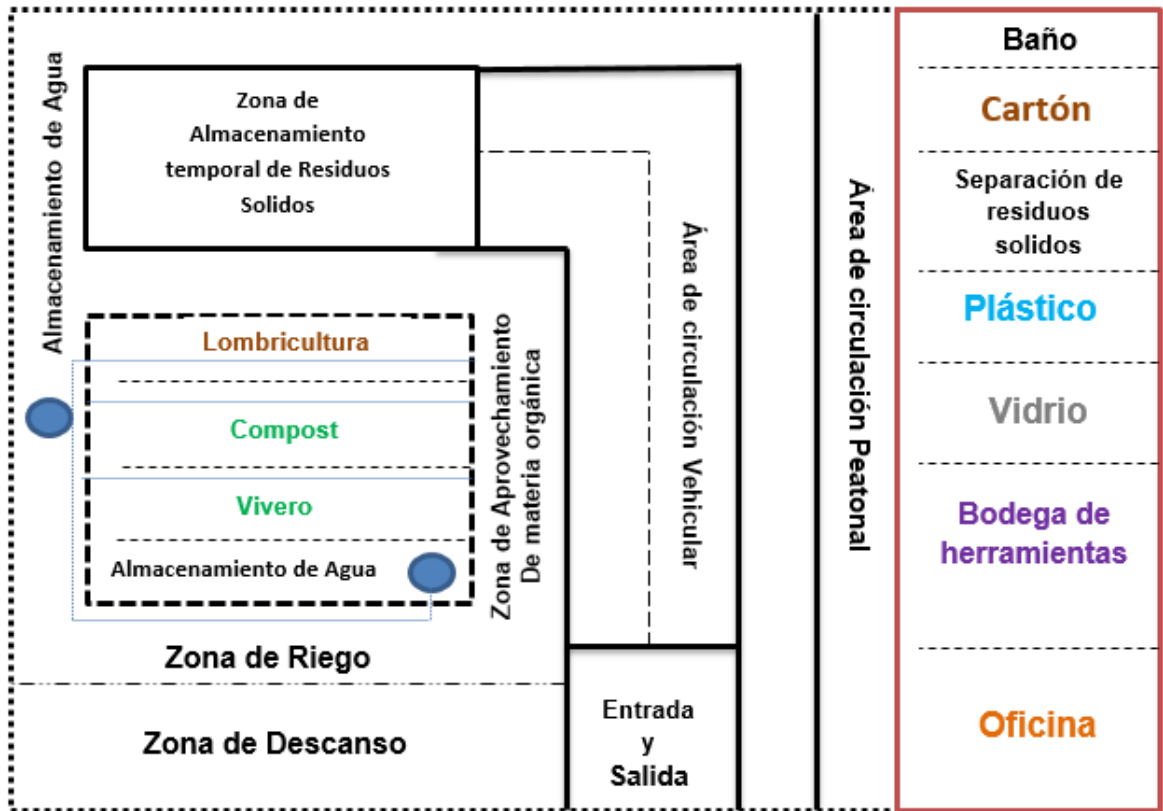 Almacenamiento de Agua
Zona de
Almacenamiento
temporal de Residuos
Solidos
Lombricultura
Compost
Vivero
Almacenamiento de Agua
Zona de Aprovechamiento
De materia orgánica
Zona de Riego
Zona de Descanso
Área de circulación Vehicular
Entrada
y
Salida
Área de circulación Peatonal
Baño
Cartón
Separación de
residuos
solidos
Plástico
Vidrio
Bodega de
herramientas
Oficina